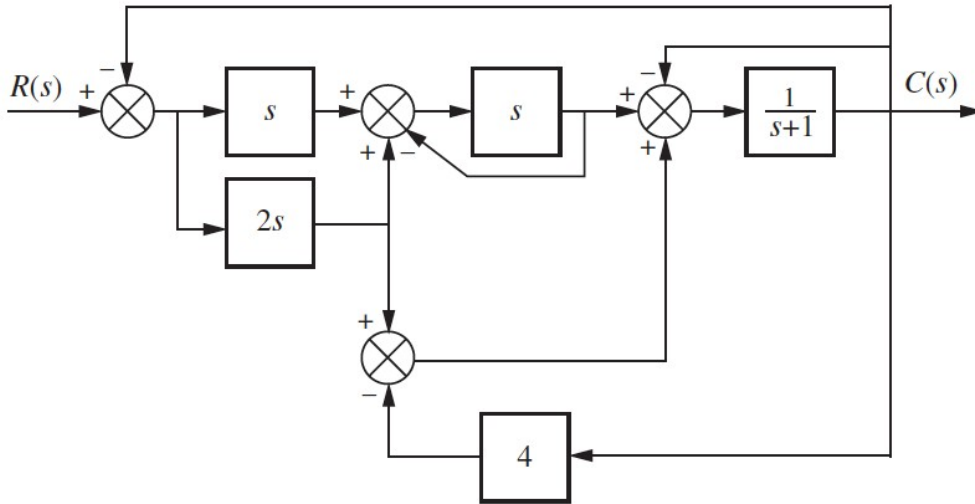 −
R(s) + s + s + − 1/(s+1) C(s)
+ − +
2s
+
−
4